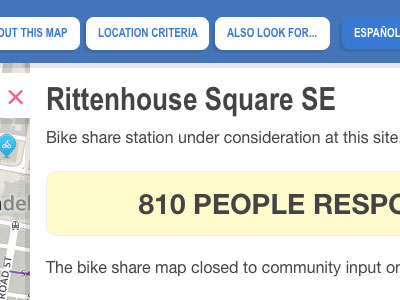 OUT THIS MAP
LOCATION CRITERIA
ALSO LOOK FOR...
ESPAÑOL
Rittenhouse Square SE
Bike share station under consideration at this site.
810 PEOPLE RESPO
The bike share map closed to community input on
del
ROAD ST